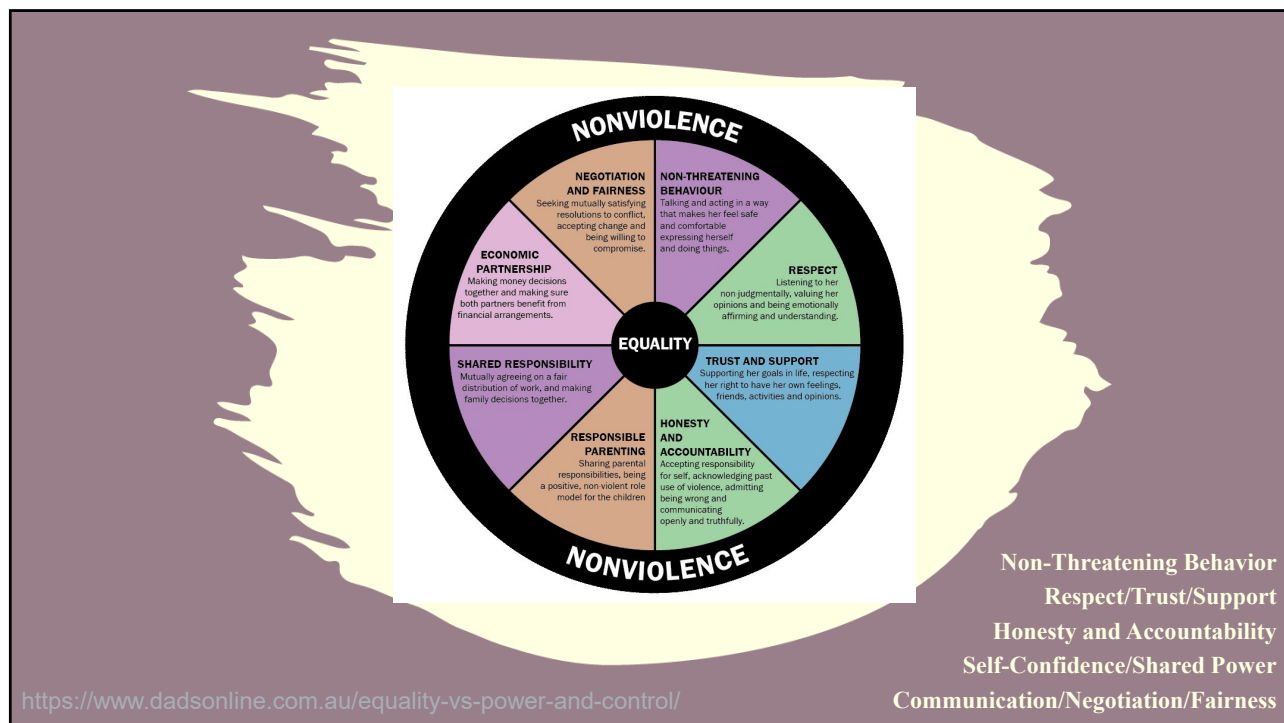 NONVIOLENCE
NEGOTIATION
AND FAIRNESS
Seeking mutually satisfying
resolutions to conflict,
accepting change and
being willing to
compromise.
NON-THREATENING
BEHAVIOUR
Talking and acting in a way
that makes her feel safe
and comfortable
expressing herself
and doing things.
ECONOMIC
PARTNERSHIP
Making money decisions
together and making sure
both partners benefit from
financial arrangements.
RESPECT
Listening to her
non-judgmentally, valuing her
opinions and being emotionally
affirming and understanding.
EQUALITY
SHARED RESPONSIBILITY
Mutually agreeing on a fair
distribution of work, and making
family decisions together.
TRUST AND SUPPORT
Supporting her goals in life, respecting
her right to have her own feelings,
friends, activities and opinions.
RESPONSIBLE
PARENTING
Sharing parental
responsibilities, being
a positive, non-violent role
model for the children
HONESTY
AND
ACCOUNTABILITY
Accepting responsibility
for self, acknowledging past
use of violence, admitting
being wrong and
communicating
openly and truthfully.
NONVIOLENCE
Non-Threatening Behavior
Respect/Trust/Support
Honesty and Accountability
Self-Confidence/Shared Power
Communication/Negotiation/Fairness
https://www.dadsonline.com.au/equality-vs-power-and-control/